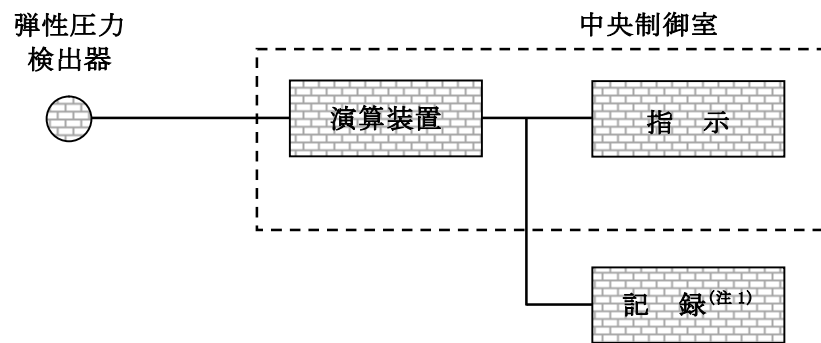 弾性圧力
検出器
中央制御室
演算装置
指 示
記 録(注1)